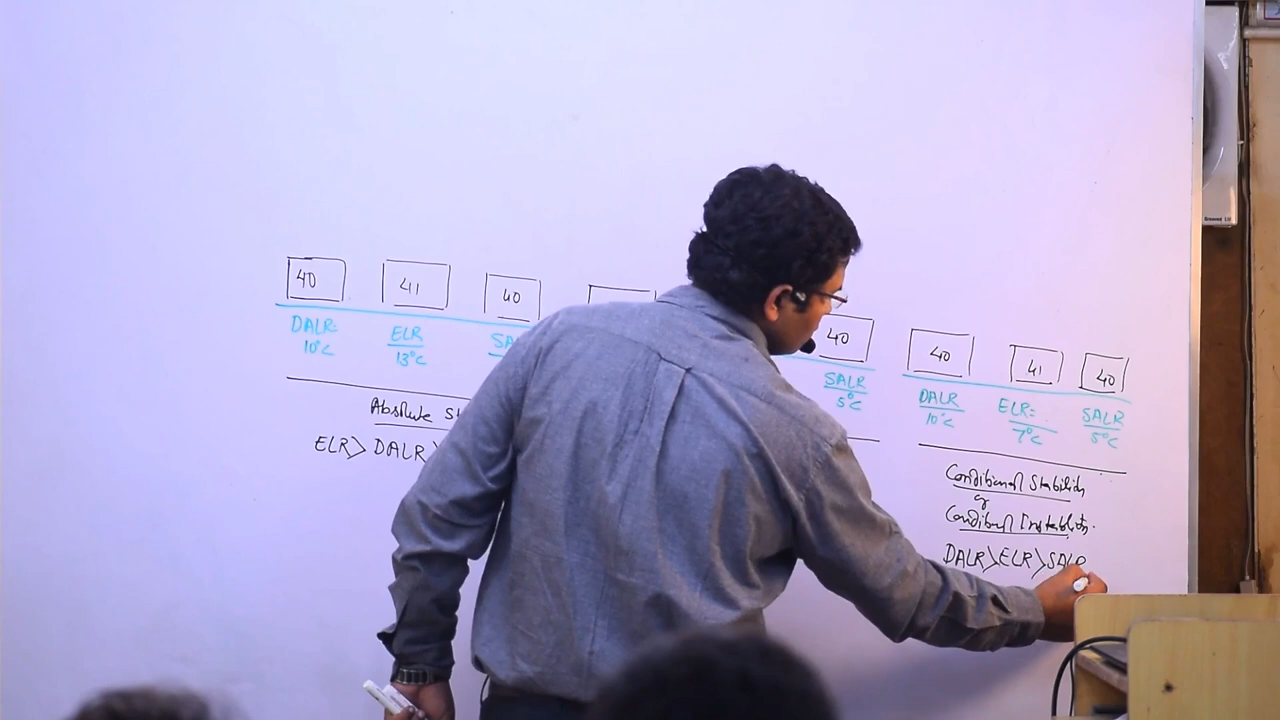 40 41 40
DALR= ELR SA
10°C 13°C
Absolute St
ELR>DALR>
40
SALR
5°C
40 41 40
DALR ELR= SALR
10°C 7°C 5°C
Conditional Stability
or
Conditional Instability.
DALR>ELR>SALR